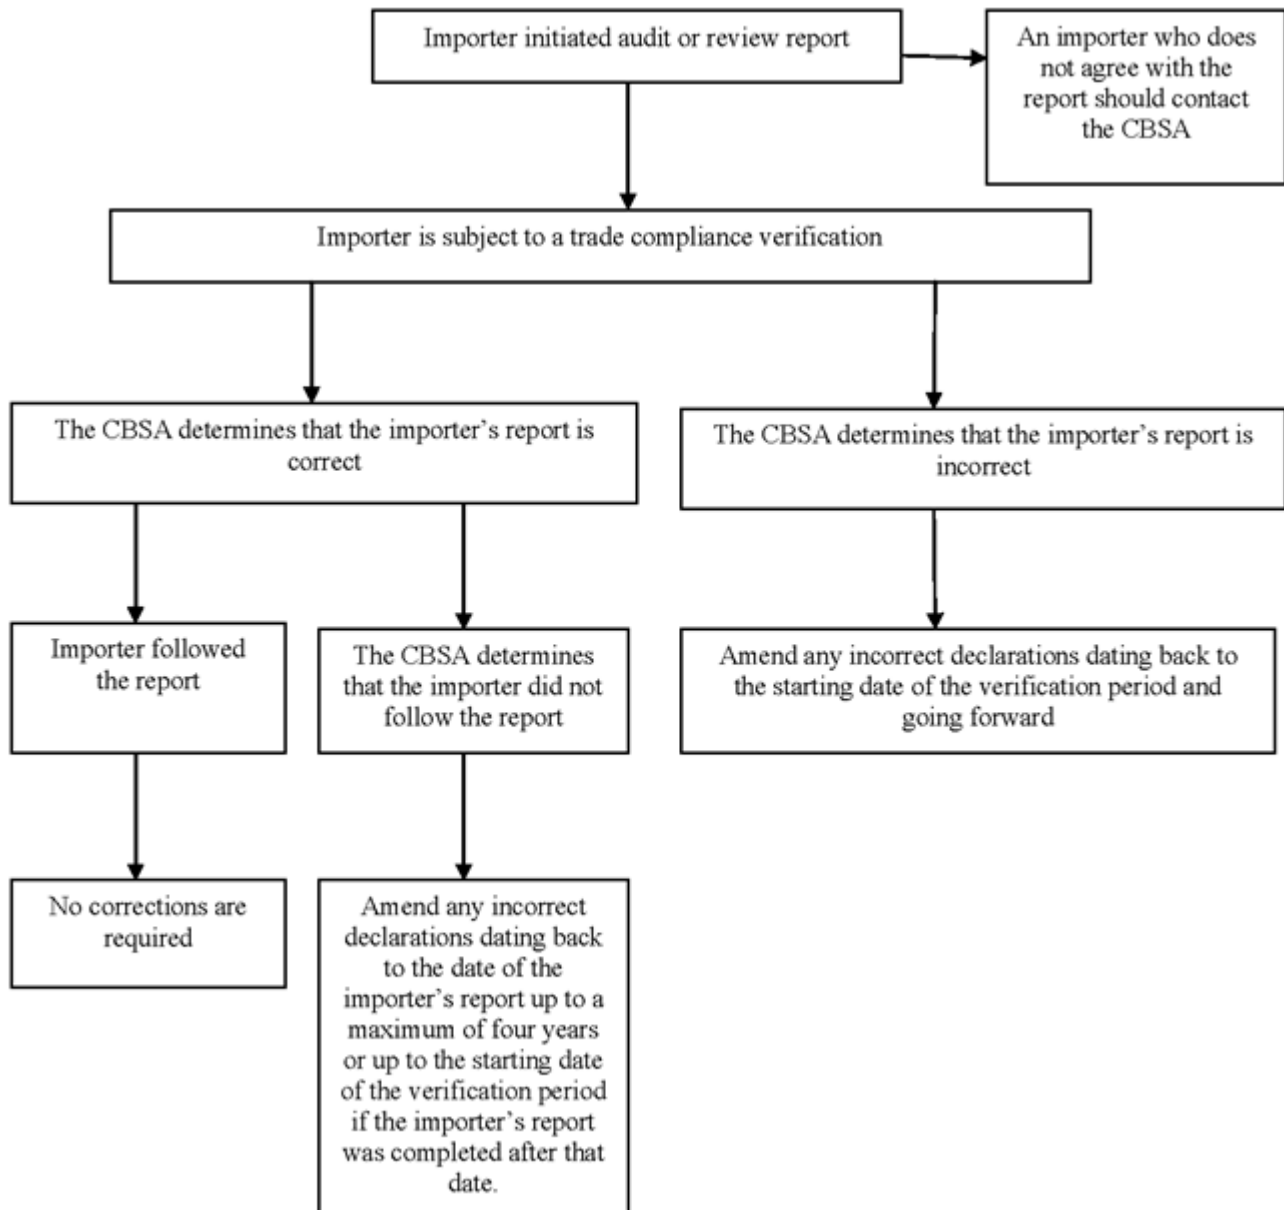 Importer initiated audit or review report
An importer who does
not agree with the
report should contact
the CBSA
Importer is subject to a trade compliance verification
The CBSA determines that the importer's report is
correct
The CBSA determines that the importer's report is
incorrect
Importer followed
the report
The CBSA determines
that the importer did not
follow the report
Amend any incorrect declarations dating back to
the starting date of the verification period and
going forward
No corrections are
required
Amend any incorrect
declarations dating back
to the date of the
importer's report up to a
maximum of four years
or up to the starting date
of the verification period
if the importer's report
was completed after that
date.